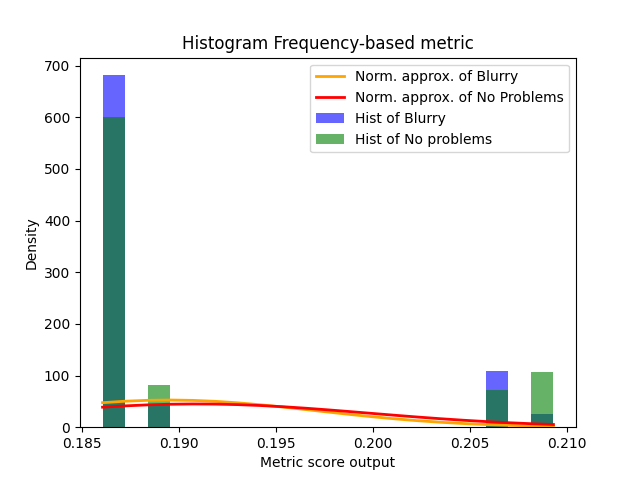 Histogram Frequency-based metric
Norm. approx. of Blurry
Norm. approx. of No Problems
Hist of Blurry
Hist of No problems
Density
700
600
500
400
300
200
100
0
0.185 0.190 0.195 0.200 0.205 0.210
Metric score output